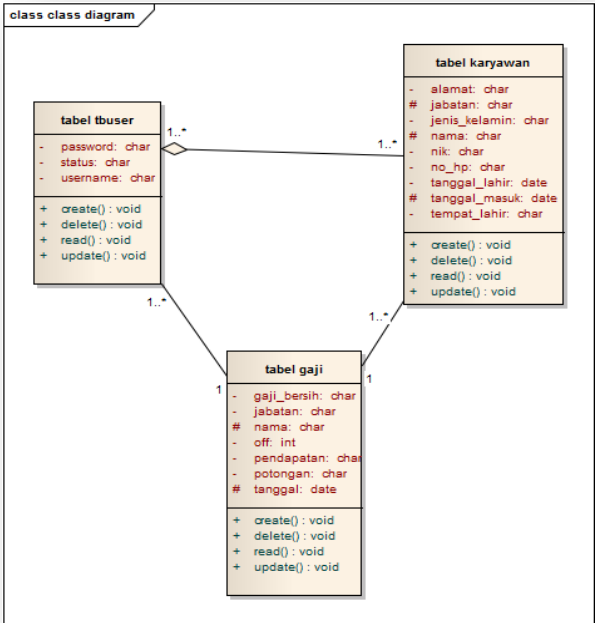 class class diagram
tabel tbuser
- password: char
- status: char
- username: char
+ create() : void
+ delete() : void
+ read() : void
+ update() : void
1..*
1..*
tabel karyawan
- alamat: char
# jabatan: char
- jenis_kelamin: char
# nama: char
- nik: char
- no_hp: char
- tanggal_lahir: date
# tanggal_masuk: date
- tempat_lahir: char
+ create() : void
+ delete() : void
+ read() : void
+ update() : void
1..*
1..*
1
1
tabel gaji
- gaji_bersih: char
- jabatan: char
# nama: char
- off: int
- pendapatan: char
- potongan: char
# tanggal: date
+ create() : void
+ delete() : void
+ read() : void
+ update() : void